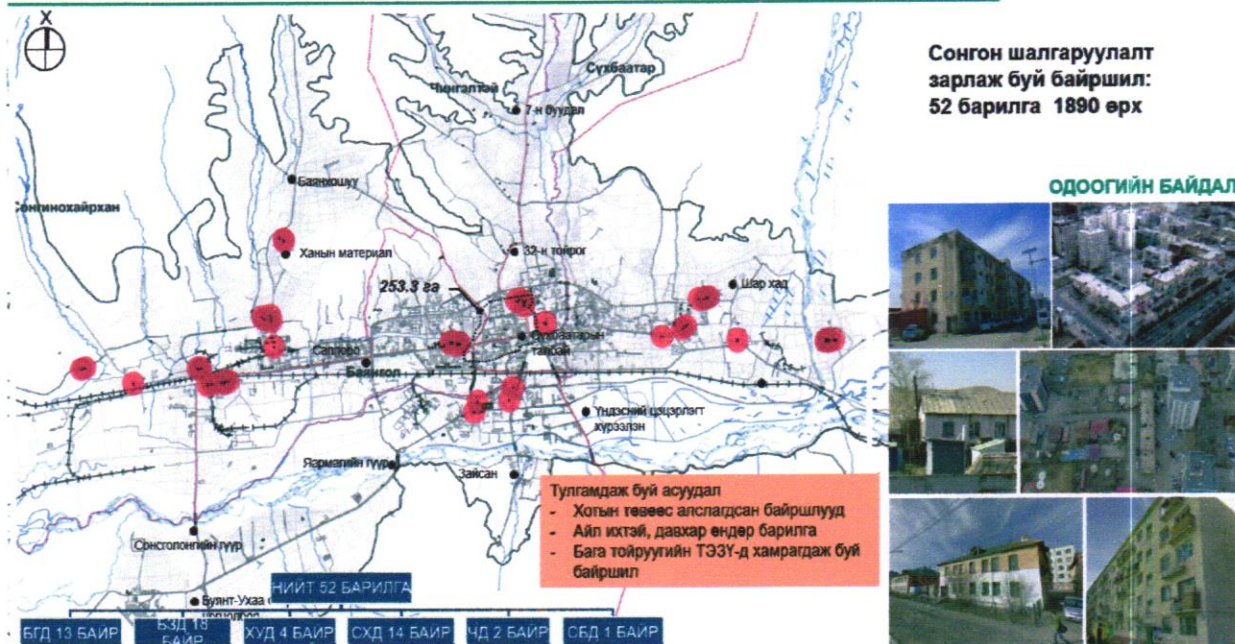 X
Сонгон шалгаруулалт
зарлаж буй байршил:
52 барилга 1890 өрх
ОДООГИЙН БАЙДАЛ
Сүхбаатар
Чингэлтэй
7-н буудал
Баянхошуу
Ханын материал
32-н тойрог
253.3 га
Шар хад
талбай
Сапроро
Баянгол
Үндэсний цэцэрлэгт
хүрээлэн
Яармагийн гүүр
Зайсан
Сонсголонгийн гүүр
Буянт-Ухаа
Тулгамдаж буй асуудал
- Хотын төвөөс алслагдсан байршлууд
- Айл ихтэй, давхар өндөр барилга
- Бага тойруугийн ТЭЗҮ-д хамрагдаж буй
байршил
НИЙТ 52 БАРИЛГА
БГД 13 БАЙР
БЗД 18
БАЙР
ХУД 4 БАЙР
СХД 14 БАЙР
ЧД 2 БАЙР
СБД 1 БАЙР